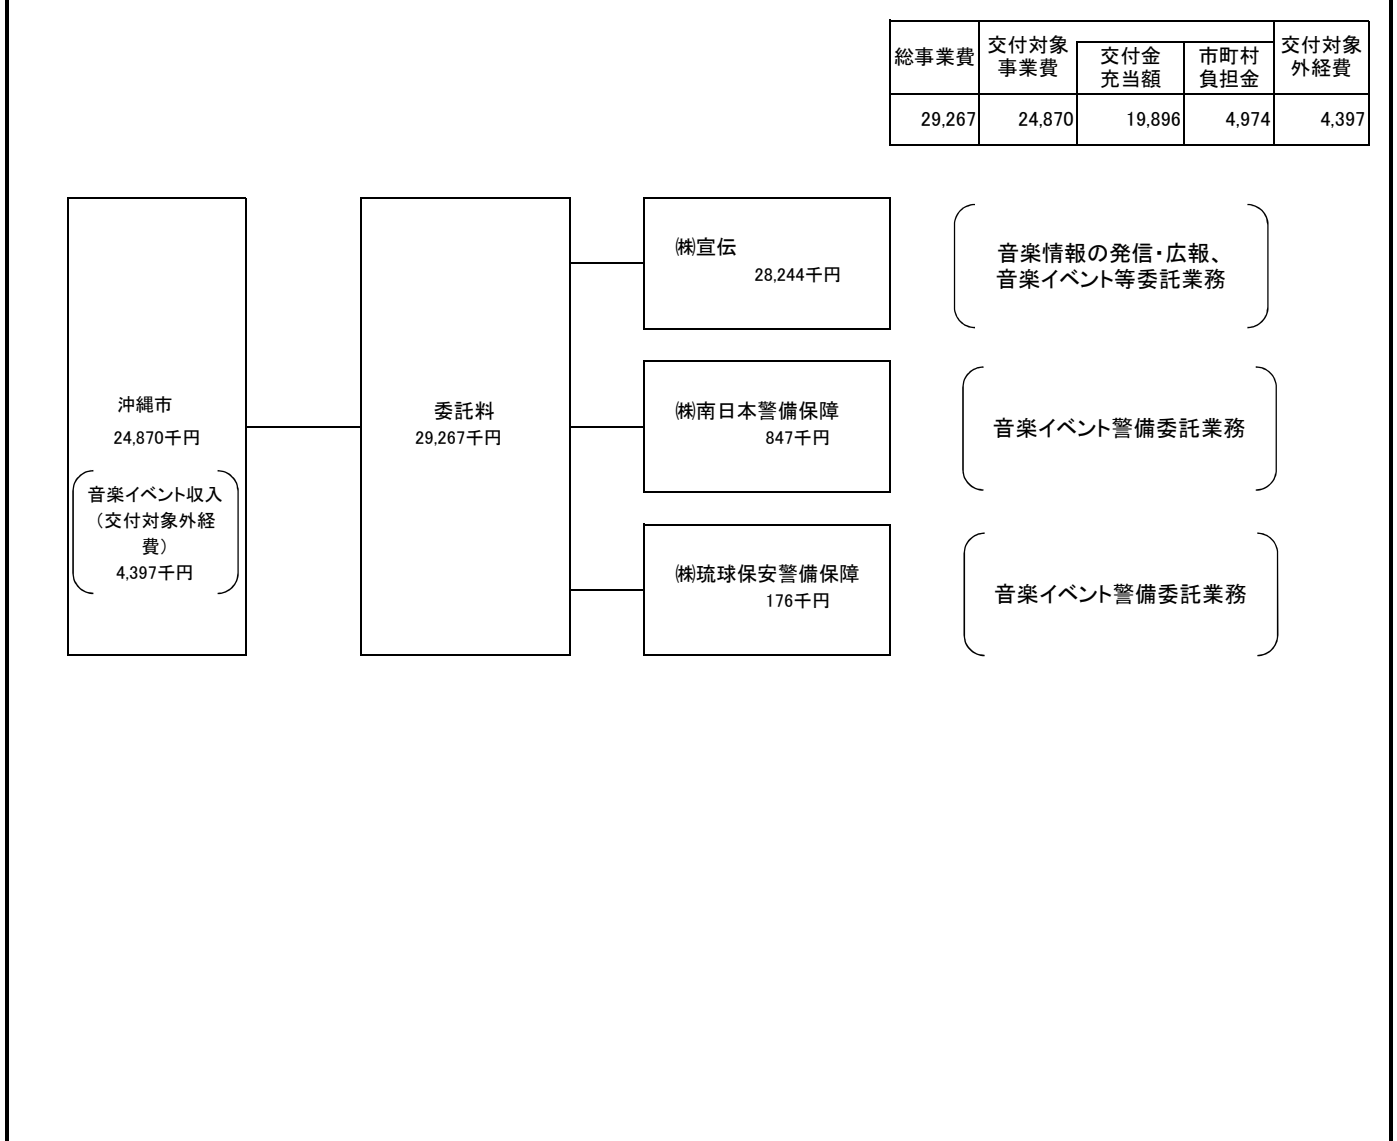 総事業費
交付対象
事業費
交付金
充当額
市町村
負担金
交付対象
外経費
29,267
24,870
19,896
4,974
4,397
沖縄市
24,870千円
音楽イベント収入
（交付対象外経
費）
4,397千円
委託料
29,267千円
㈱宣伝
28,244千円
音楽情報の発信・広報、
音楽イベント等委託業務
㈱南日本警備保障
847千円
音楽イベント警備委託業務
㈱琉球保安警備保障
176千円
音楽イベント警備委託業務